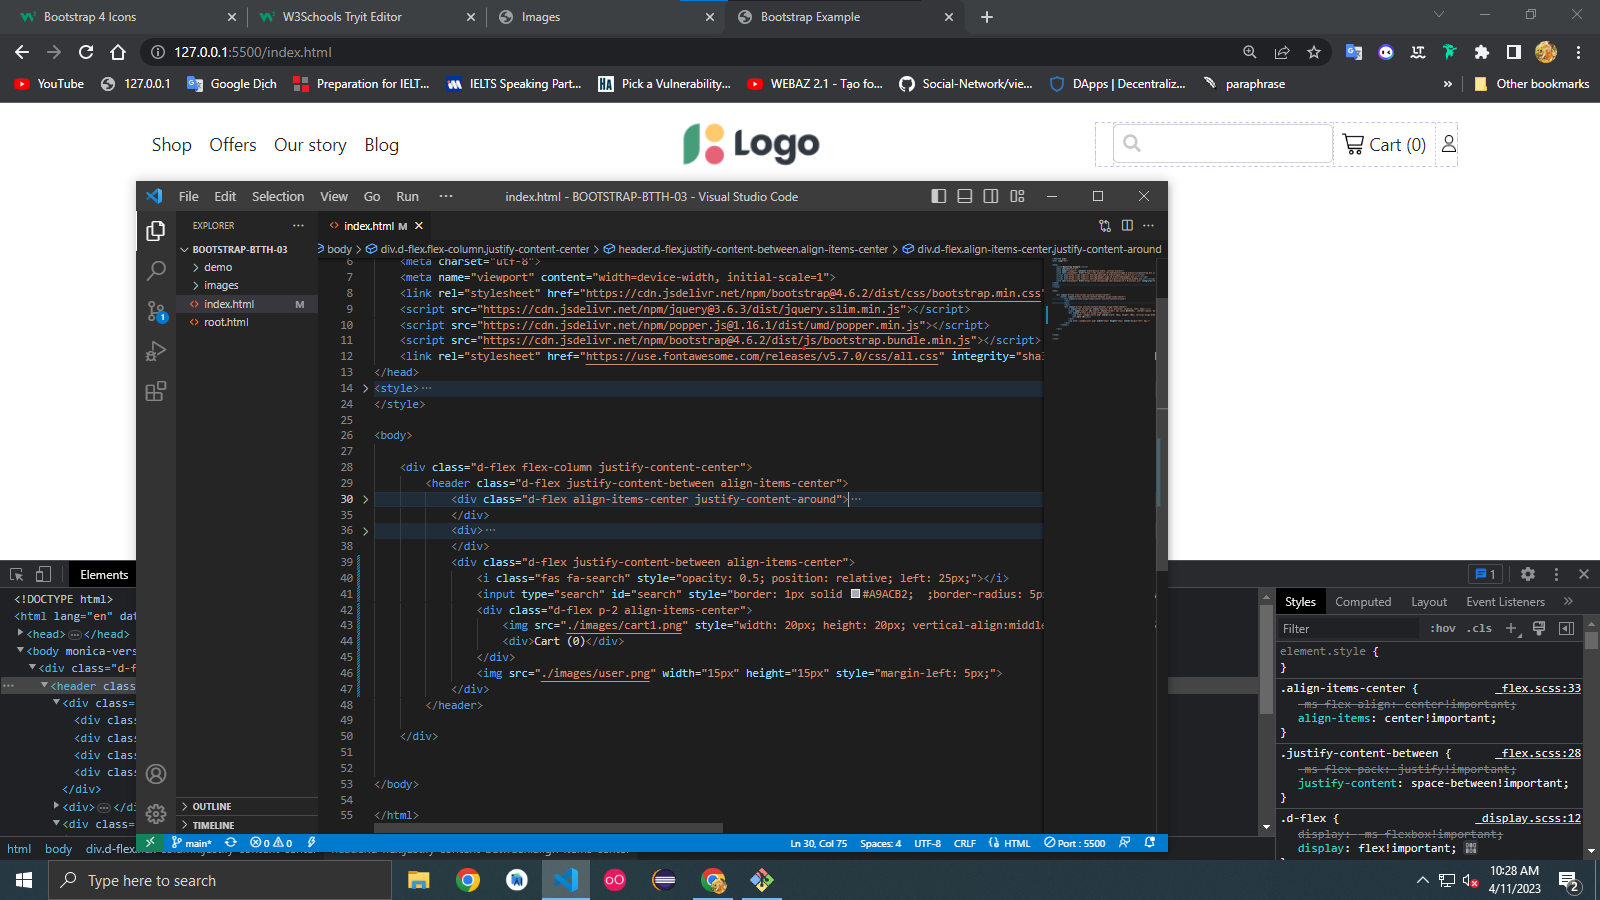 Bootstrap 4 Icons
W3Schools Tryit Editor
Images
Bootstrap Example
127.0.0.1:5500/index.html
YouTube
127.0.0.1
Google Dịch
Preparation for IELT...
IELTS Speaking Part...
HA
Pick a Vulnerability...
WEBAZ 2.1 - Tạo fo...
Social-Network/vie...
DApps | Decentraliz...
paraphrase
»
Other bookmarks
Shop Offers Our story Blog
Logo
Cart (0)
File Edit Selection View Go Run ···
index.html - BOOTSTRAP-BTTH-03 - Visual Studio Code
EXPLORER
BOOTSTRAP-BTTH-03
demo
images
index.html M
root.html
OUTLINE
TIMELINE
index.html M
body > div.d-flex.flex-column.justify-content-center > header.d-flex.justify-content-between.align-items-center > div.d-flex.align-items-center.justify-content-around
6 <meta charset="utf-8">
7 <meta name="viewport" content="width=device-width, initial-scale=1">
8 <link rel="stylesheet" href="https://cdn.jsdelivr.net/npm/bootstrap@4.6.2/dist/css/bootstrap.min.css"
9 <script src="https://cdn.jsdelivr.net/npm/jquery@3.6.3/dist/jquery.slim.min.js"></script>
10 <script src="https://cdn.jsdelivr.net/npm/popper.js@1.16.1/dist/umd/popper.min.js"></script>
11 <script src="https://cdn.jsdelivr.net/npm/bootstrap@4.6.2/dist/js/bootstrap.bundle.min.js"></script>
12 <link rel="stylesheet" href="https://use.fontawesome.com/releases/v5.7.0/css/all.css" integrity="sha
13 </head>
14 <style>···
24 </style>
25
26 <body>
27
28 <div class="d-flex flex-column justify-content-center">
29 <header class="d-flex justify-content-between align-items-center">
30 <div class="d-flex align-items-center justify-content-around">···
35 </div>
36 <div>···
38 </div>
39 <div class="d-flex justify-content-between align-items-center">
40 <i class="fas fa-search" style="opacity: 0.5; position: relative; left: 25px;"></i>
41 <input type="search" id="search" style="border: 1px solid #A9ACB2; ;border-radius: 5p
42 <div class="d-flex p-2 align-items-center">
43 <img src="./images/cart1.png" style="width: 20px; height: 20px; vertical-align:middle
44 <div>Cart (0)</div>
45 </div>
46 <img src="./images/user.png" width="15px" height="15px" style="margin-left: 5px;">
47 </div>
48 </header>
49
50 </div>
51
52
53 </body>
54
55 </html>
main* 0 0
Ln 30, Col 75 Spaces: 4 UTF-8 CRLF HTML Port : 5500
Elements
<!DOCTYPE html>
<html lang="en" dat
<head>···</head>
<body monica-vers
<div class="d-f
··· <header class
<div class=
<div clas
<div clas
<div clas
<div clas
</div>
<div>···</di
<div clas
html body
1
Styles Computed Layout Event Listeners »
Filter :hov .cls +
element.style {
}
.align-items-center { _flex.scss:33
-ms-flex-align: center!important;
align-items: center!important;
}
.justify-content-between { _flex.scss:28
-ms-flex-pack: justify!important;
justify-content: space-between!important;
}
.d-flex { _display.scss:12
display: -ms-flexbox!important;
display: flex!important;
Type here to search
10:28 AM
4/11/2023
2